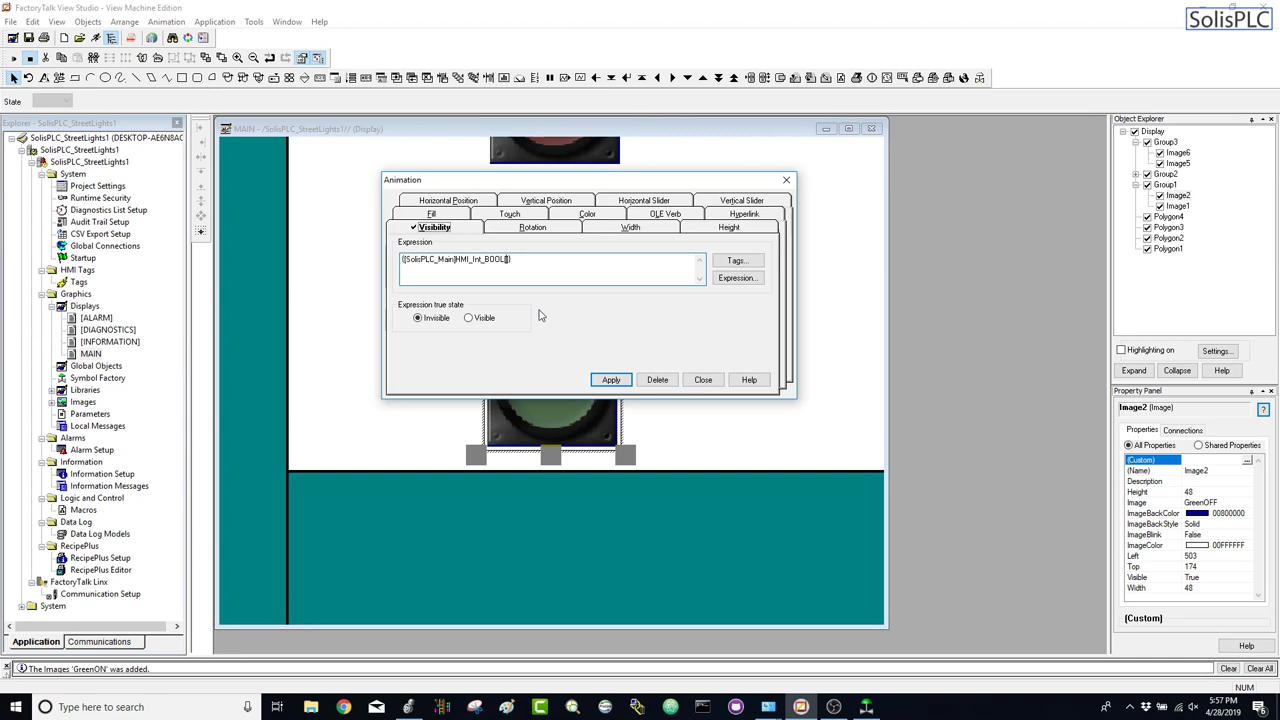 FactoryTalk View Studio - View Machine Edition
SolisPLC
File Edit View Objects Arrange Animation Application Tools Window Help
State
Explorer - SolisPLC_StreetLights1
SolisPLC_StreetLights1 (DESKTOP-AE6N8AC
SolisPLC_StreetLights1
SolisPLC_StreetLights1
System
Project Settings
Runtime Security
Diagnostics List Setup
Audit Trail Setup
CSV Export Setup
Global Connections
HMI Tags
Tags
Graphics
Displays
[ALARM]
[DIAGNOSTICS]
[INFORMATION]
MAIN
Global Objects
Symbol Factory
Libraries
Images
Parameters
Local Messages
Alarms
Alarm Setup
Information
Information Setup
Information Messages
Logic and Control
Macros
Data Log
Data Log Models
RecipePlus
RecipePlus Setup
RecipePlus Editor
FactoryTalk Linx
Communication Setup
System
Application Communications
MAIN - /SolisPLC_StreetLights1// (Display)
Animation
Horizontal Position Vertical Position Horizontal Slider Vertical Slider
Fill Touch Color OLE Verb Hyperlink
Visibility Rotation Width Height
Expression
([SolisPLC_Main]HMI_Int_BOOL[])
Tags...
Expression...
Expression true state
Invisible Visible
Apply Delete Close Help
Object Explorer
Display
Group3
Image6
Image5
Group2
Group1
Image2
Image1
Polygon4
Polygon3
Polygon2
Polygon1
Highlighting on Settings...
Expand Collapse Help
Property Panel
Image2 (Image)
Properties Connections
All Properties Shared Properties
(Custom)
(Name) Image2
Description
Height 48
Image GreenOFF
ImageBackColor 00800000
ImageBackStyle Solid
ImageBlink False
ImageColor 00FFFFFF
Left 503
Top 174
Visible True
Width 48
(Custom)
Help
The Images 'GreenON' was added.
Clear Clear All
NUM
Type here to search
5:57 PM
4/28/2019